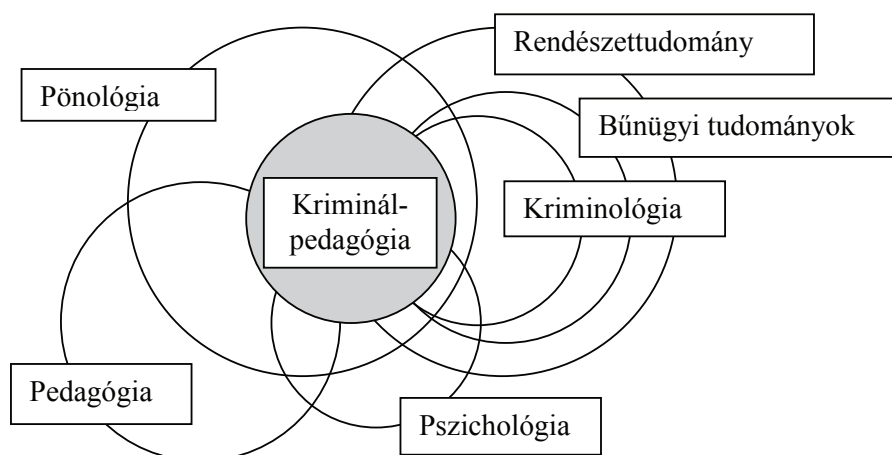 Rendészettudomány
Pönológia
Bűnügyi tudományok
Kriminál-
pedagógia
Kriminológia
Pedagógia
Pszichológia